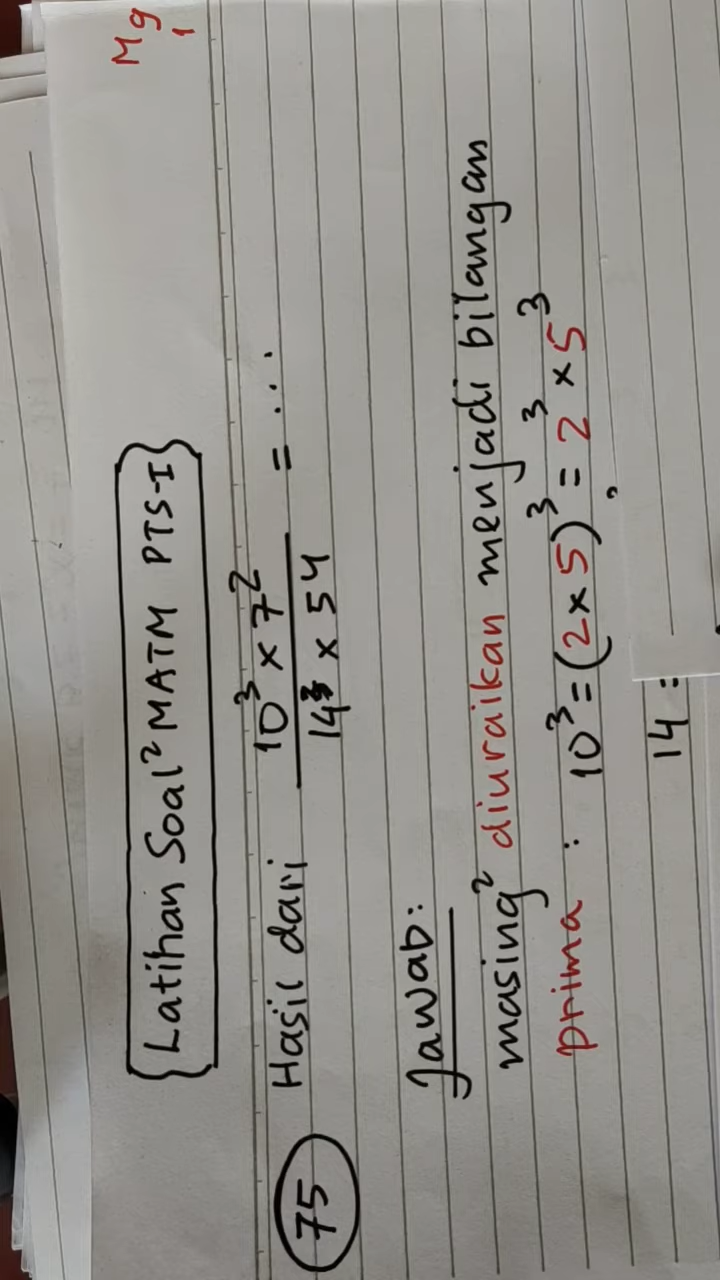 Mg 1
Latihan Soal² MATM PTS-I
75 Hasil dari 10³ × 7² = ...
14³ × 54
Jawab:
masing² diuraikan menjadi bilangan
prima : 10³ = (2 × 5)³ = 2³ × 5³
14 =